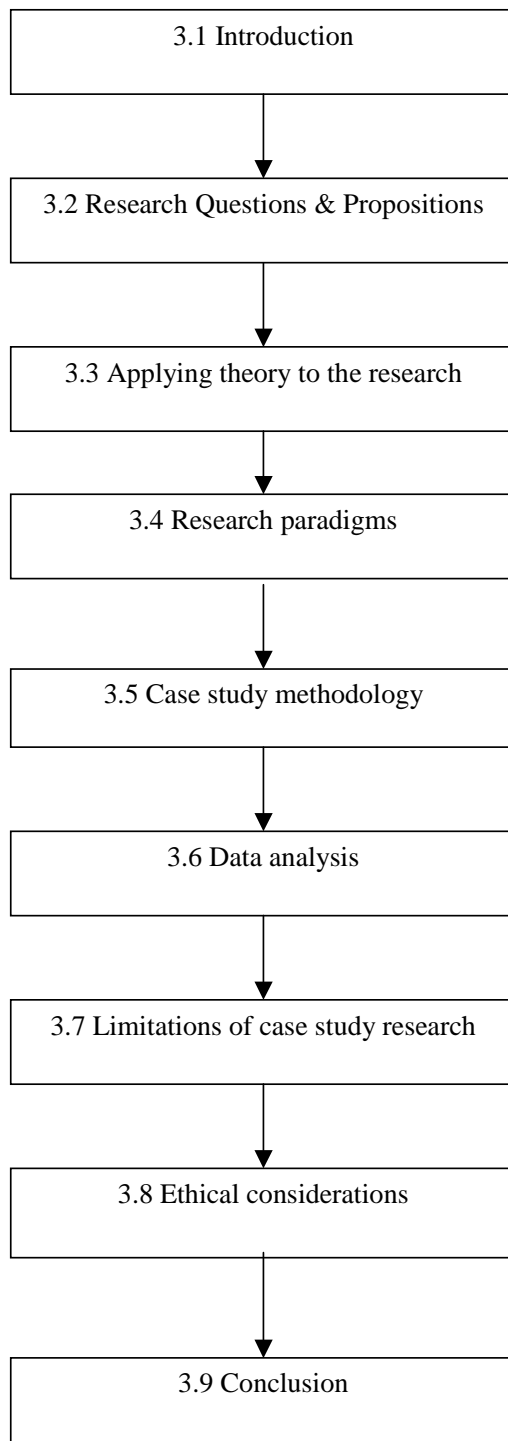 3.1 Introduction
3.2 Research Questions & Propositions
3.3 Applying theory to the research
3.4 Research paradigms
3.5 Case study methodology
3.6 Data analysis
3.7 Limitations of case study research
3.8 Ethical considerations
3.9 Conclusion